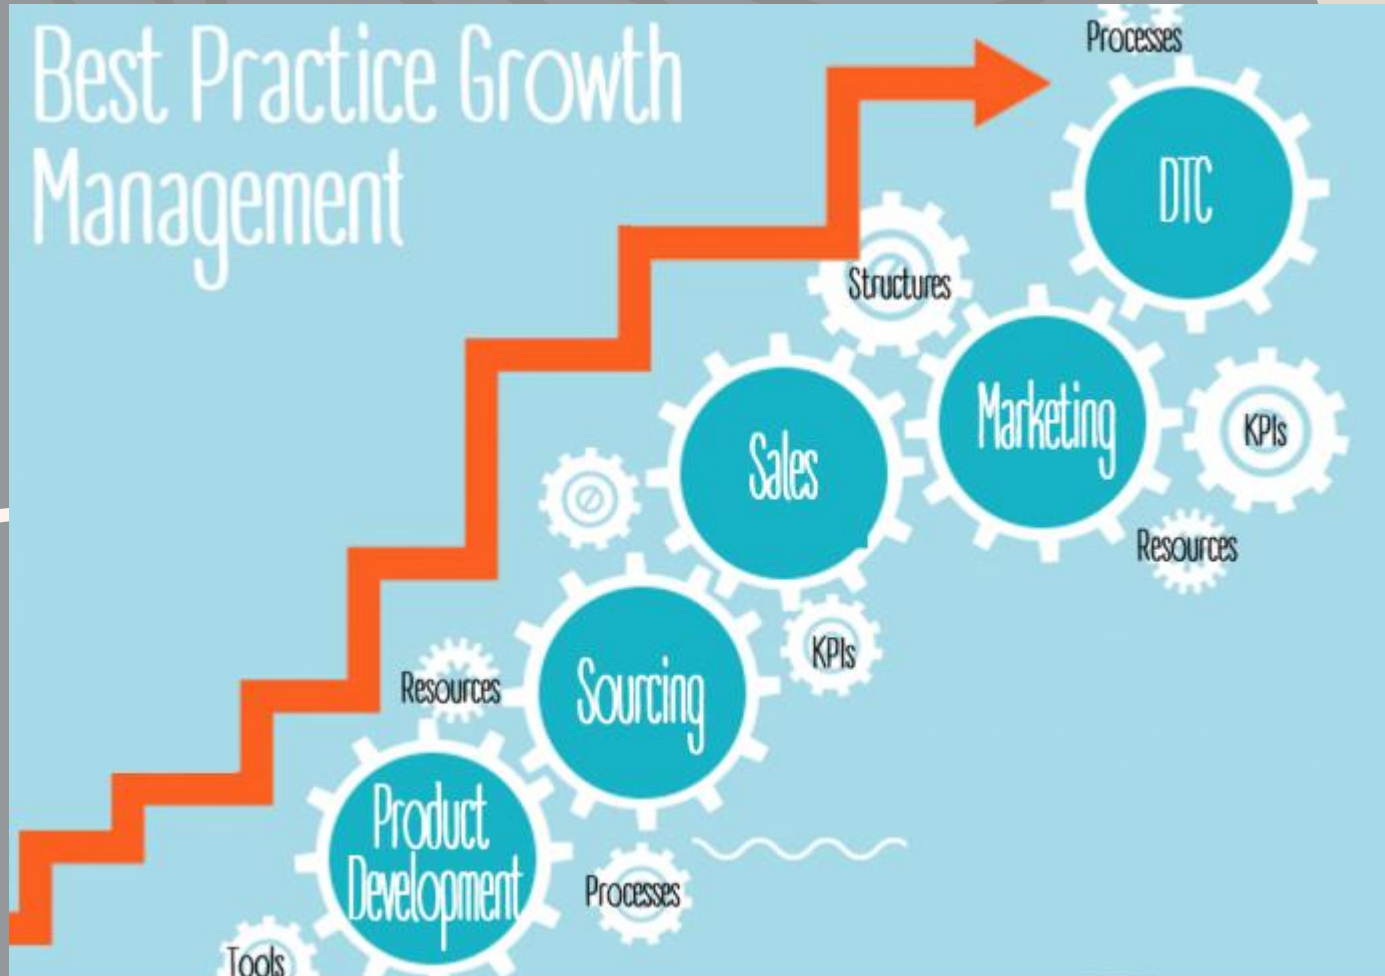 Best Practice Growth
Management
Processes
DTC
Structures
Marketing
KPIs
Sales
Resources
KPIs
Resources
Sourcing
Product
Development
Processes
Tools